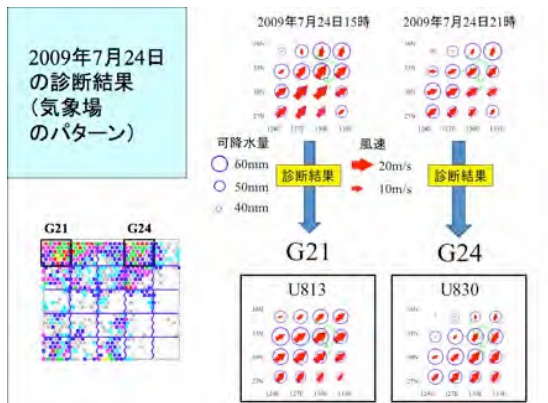 2009年7月24日
の診断結果
(気象場
のパターン)
2009年7月24日15時
2009年7月24日21時
可降水量
60mm
50mm
40mm
風速
20m/s
10m/s
診断結果
診断結果
G21
G24
G21
G24
U813
U830